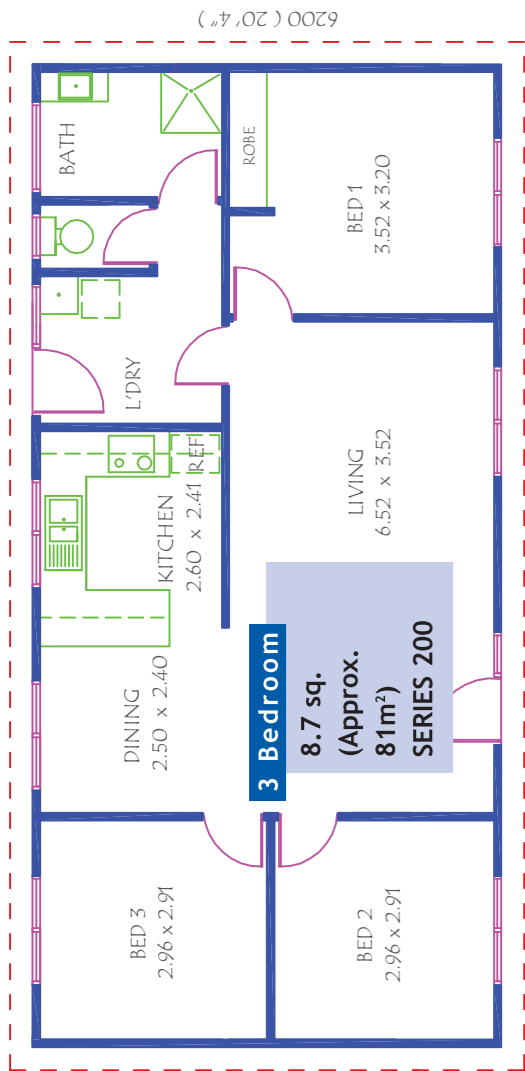 6200 ( 20' 4" )
BATH
ROBE
BED 1
3.52 x 3.20
L'DRY
KITCHEN
2.60 x 2.41
REF
LIVING
6.52 x 3.52
DINING
2.50 x 2.40
3 Bedroom
8.7 sq.
(Approx.
81m²)
SERIES 200
BED 3
2.96 x 2.91
BED 2
2.96 x 2.91